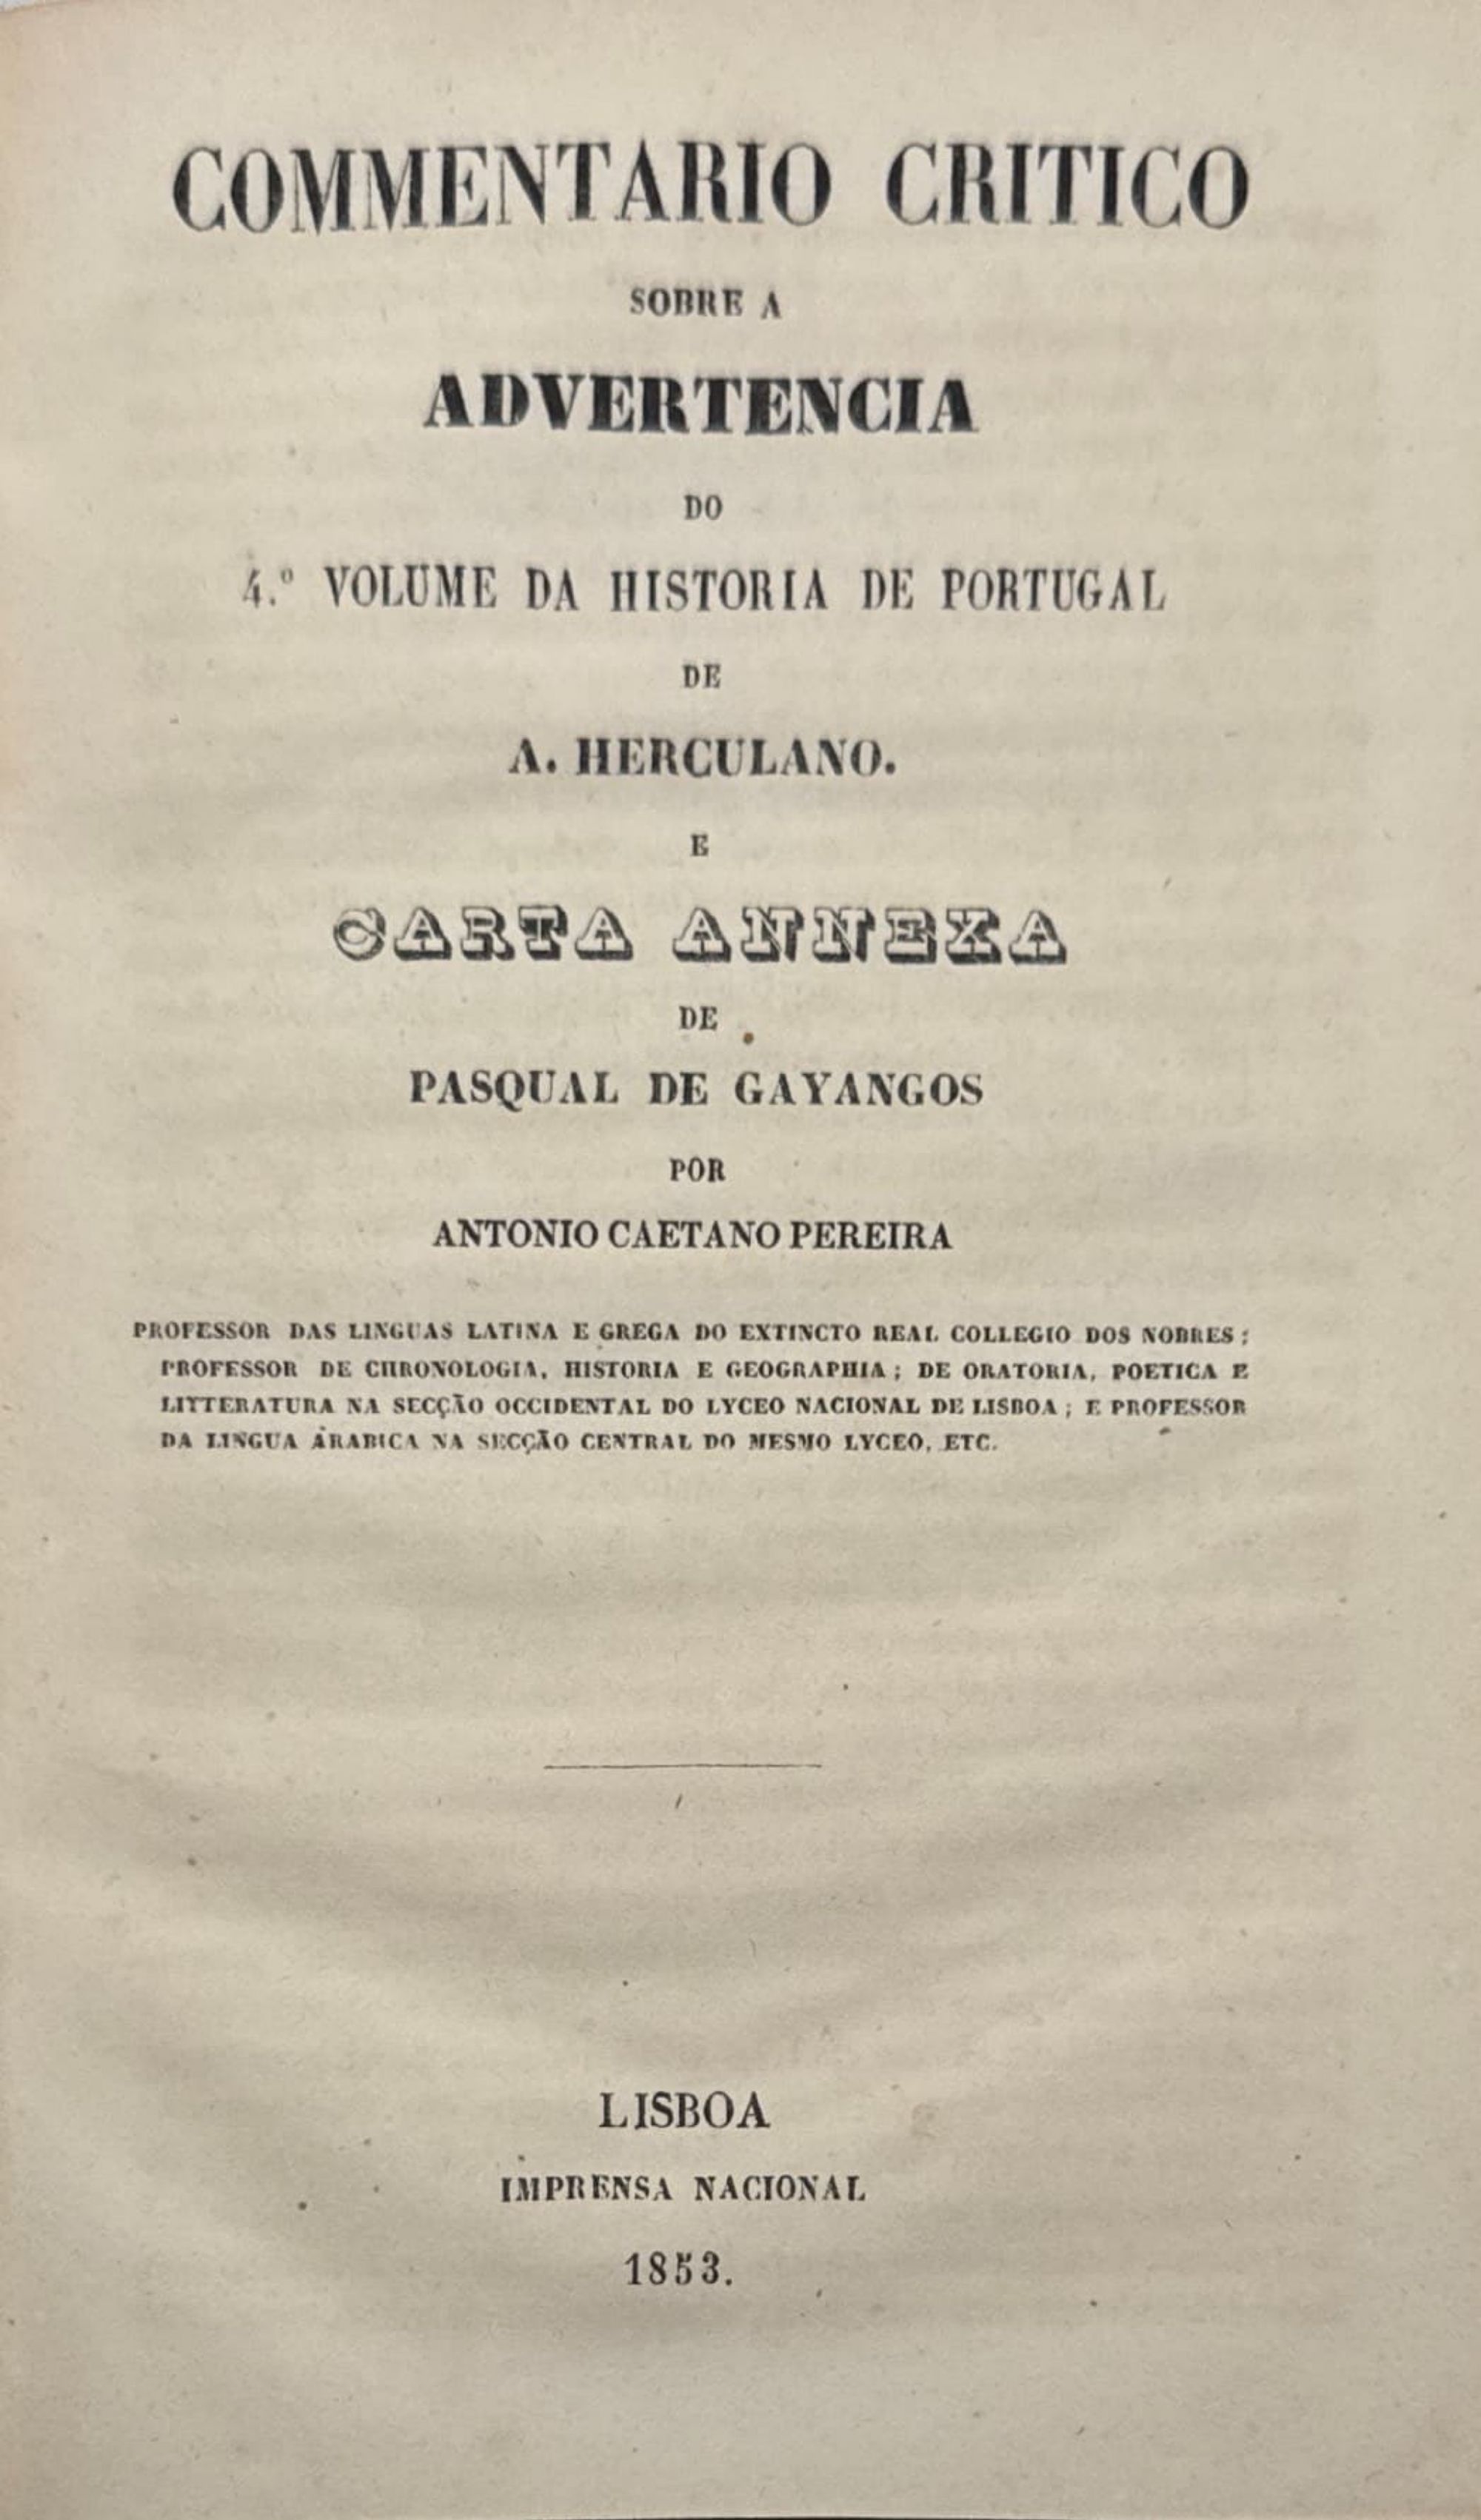 COMMENTARIO CRITICO
SOBRE A
ADVERTENCIA
DO
4.º VOLUME DA HISTORIA DE PORTUGAL
DE
A. HERCULANO.
E
CARTA ANNEXA
DE
PASQUAL DE GAYANGOS
POR
ANTONIO CAETANO PEREIRA
PROFESSOR DAS LINGUAS LATINA E GREGA DO EXTINCTO REAL COLLEGIO DOS NOBRES;
PROFESSOR DE CHRONOLOGIA, HISTORIA E GEOGRAPHIA; DE ORATORIA, POETICA E
LITTERATURA NA SECÇÃO OCCIDENTAL DO LYCEO NACIONAL DE LISBOA; E PROFESSOR
DA LINGUA ARABICA NA SECÇÃO CENTRAL DO MESMO LYCEO, ETC.
LISBOA
IMPRENSA NACIONAL
1853.